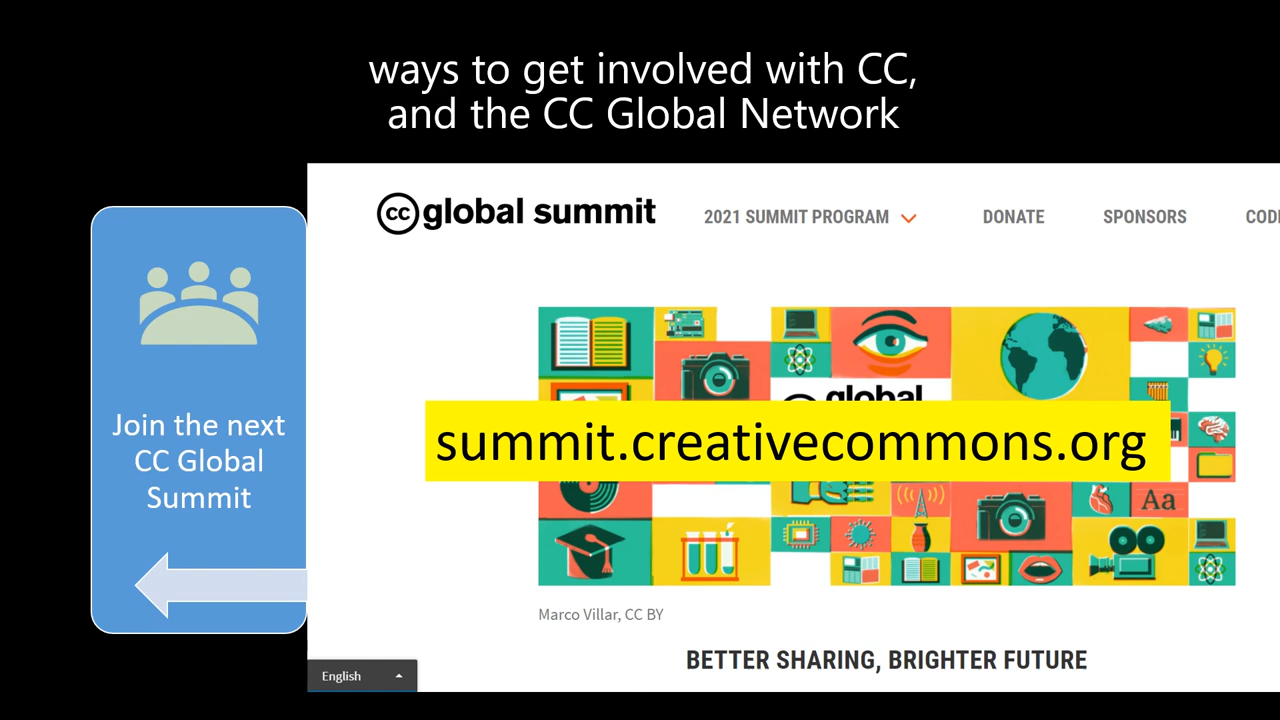 ways to get involved with CC,
and the CC Global Network
cc global summit
2021 SUMMIT PROGRAM
DONATE
SPONSORS
Join the next
CC Global
Summit
global
summit.creativecommons.org
Aa
Marco Villar, CC BY
BETTER SHARING, BRIGHTER FUTURE
English